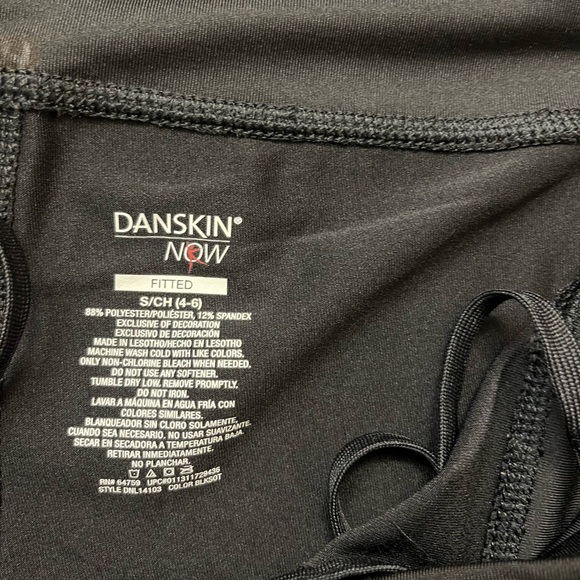 DANSKIN®
NOW
FITTED
S/CH (4-6)
88% POLYESTER/POLIÉSTER, 12% SPANDEX
EXCLUSIVE OF DECORATION
EXCLUSIVO DE DECORACIÓN
MADE IN LESOTHO/HECHO EN LESOTHO
MACHINE WASH COLD WITH LIKE COLORS.
ONLY NON-CHLORINE BLEACH WHEN NEEDED.
DO NOT USE ANY SOFTENER.
TUMBLE DRY LOW. REMOVE PROMPTLY.
DO NOT IRON.
LAVAR A MÁQUINA EN AGUA FRÍA CON
COLORES SIMILARES.
BLANQUEADOR SIN CLORO SOLAMENTE,
CUANDO SEA NECESARIO. NO USAR SUAVIZANTE.
SECAR EN SECADORA A TEMPERATURA BAJA.
RETIRAR INMEDIATAMENTE.
NO PLANCHAR.
RN# 64759 UPC#011311729436
STYLE DNL14103 COLOR BLKSOT